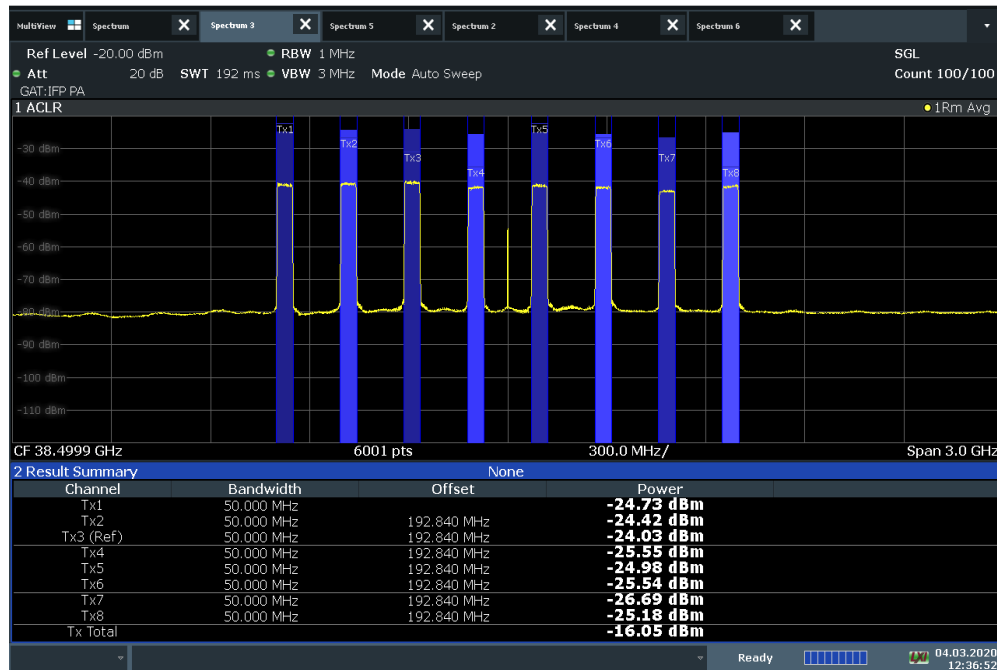 MultiView Spectrum Spectrum 3 Spectrum 5 Spectrum 2 Spectrum 4 Spectrum 6
Ref Level -20.00 dBm RBW 1 MHz SGL
Att 20 dB SWT 192 ms VBW 3 MHz Mode Auto Sweep Count 100/100
GAT:IFP PA
1 ACLR 1Rm Avg
Tx1 Tx5
Tx2 Tx6
-30 dBm
Tx3 Tx7
Tx4 Tx8
-40 dBm
-50 dBm
-60 dBm
-70 dBm
-80 dBm
-90 dBm
-100 dBm
-110 dBm
CF 38.4999 GHz 6001 pts 300.0 MHz/ Span 3.0 GHz
2 Result Summary None
Channel Bandwidth Offset Power
Tx1 50.000 MHz -24.73 dBm
Tx2 50.000 MHz 192.840 MHz -24.42 dBm
Tx3 (Ref) 50.000 MHz 192.840 MHz -24.03 dBm
Tx4 50.000 MHz 192.840 MHz -25.55 dBm
Tx5 50.000 MHz 192.840 MHz -24.98 dBm
Tx6 50.000 MHz 192.840 MHz -25.54 dBm
Tx7 50.000 MHz 192.840 MHz -26.69 dBm
Tx8 50.000 MHz 192.840 MHz -25.18 dBm
Tx Total -16.05 dBm
Ready 04.03.2020
12:36:52